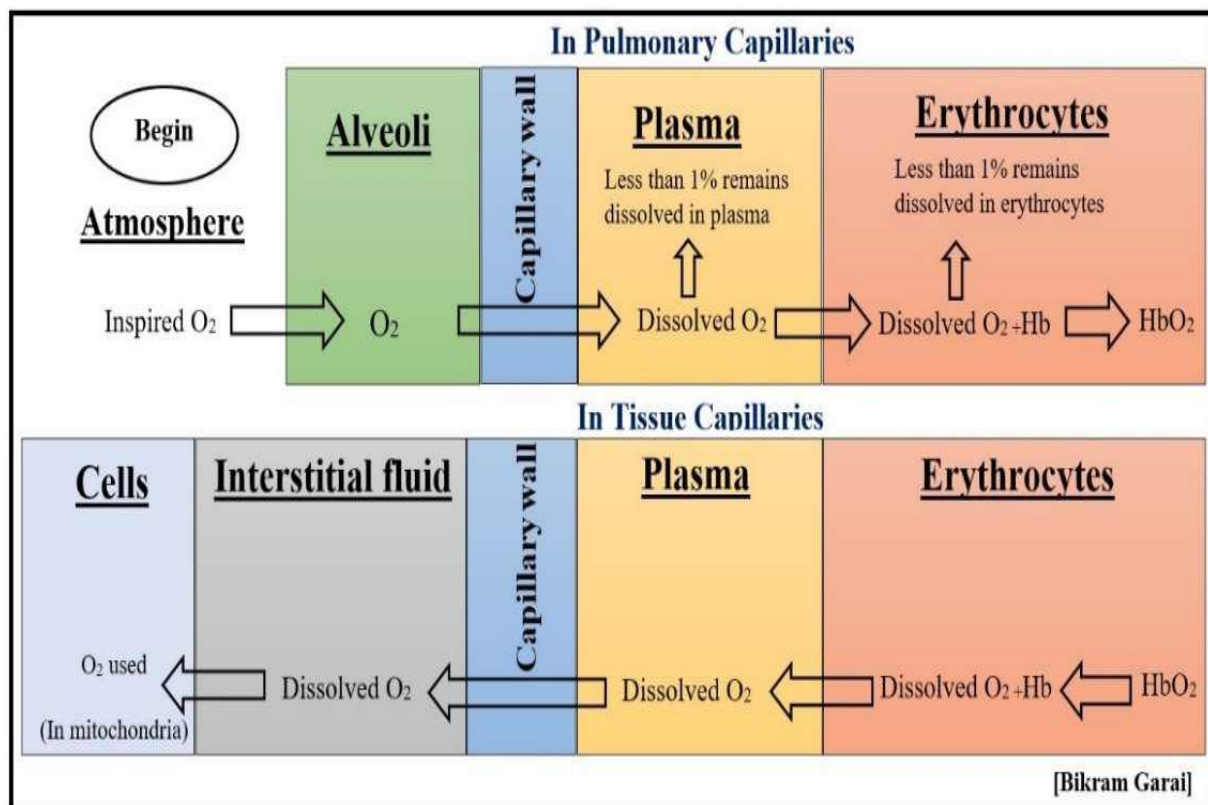 In Pulmonary Capillaries
Begin
Atmosphere
Inspired O₂
Alveoli
O₂
Capillary wall
Plasma
Less than 1% remains
dissolved in plasma
Dissolved O₂
Erythrocytes
Less than 1% remains
dissolved in erythrocytes
Dissolved O₂ +Hb
HbO₂
In Tissue Capillaries
Cells
O₂ used
(In mitochondria)
Interstitial fluid
Dissolved O₂
Capillary wall
Plasma
Dissolved O₂
Erythrocytes
Dissolved O₂ +Hb
HbO₂
[Bikram Garai]